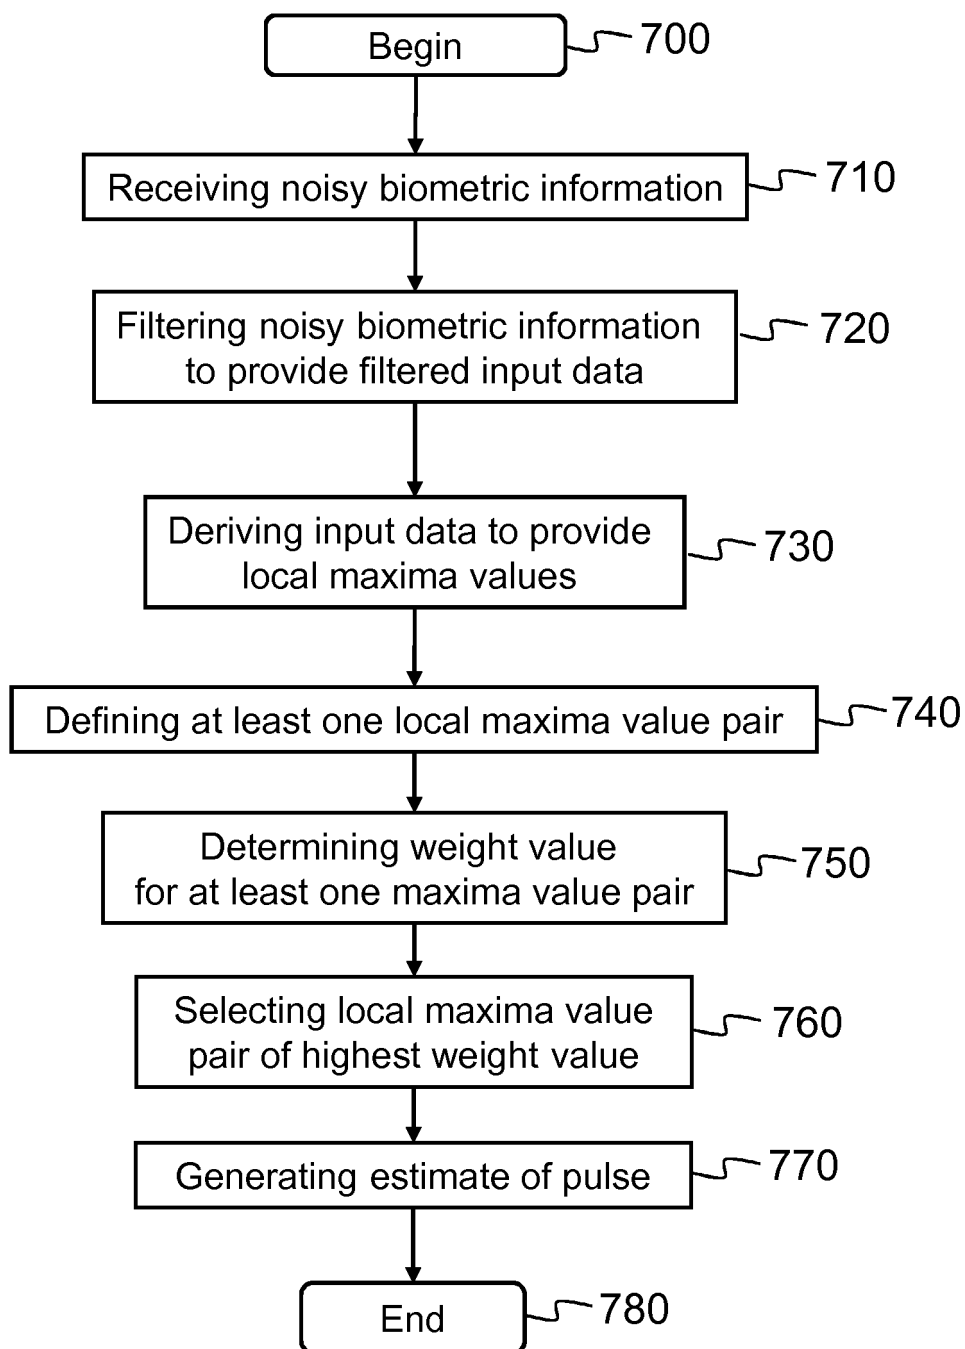 Begin
700
Receiving noisy biometric information
710
Filtering noisy biometric information
to provide filtered input data
720
Deriving input data to provide
local maxima values
730
Defining at least one local maxima value pair
740
Determining weight value
for at least one maxima value pair
750
Selecting local maxima value
pair of highest weight value
760
Generating estimate of pulse
770
End
780